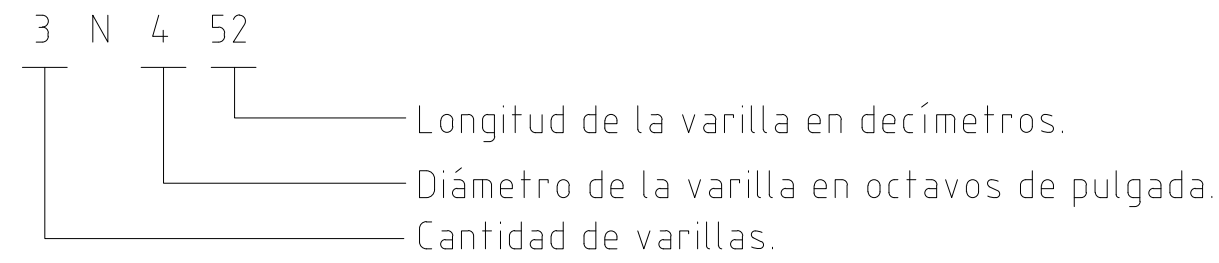 3 N 4 52
Longitud de la varilla en decímetros.
Diámetro de la varilla en octavos de pulgada.
Cantidad de varillas.